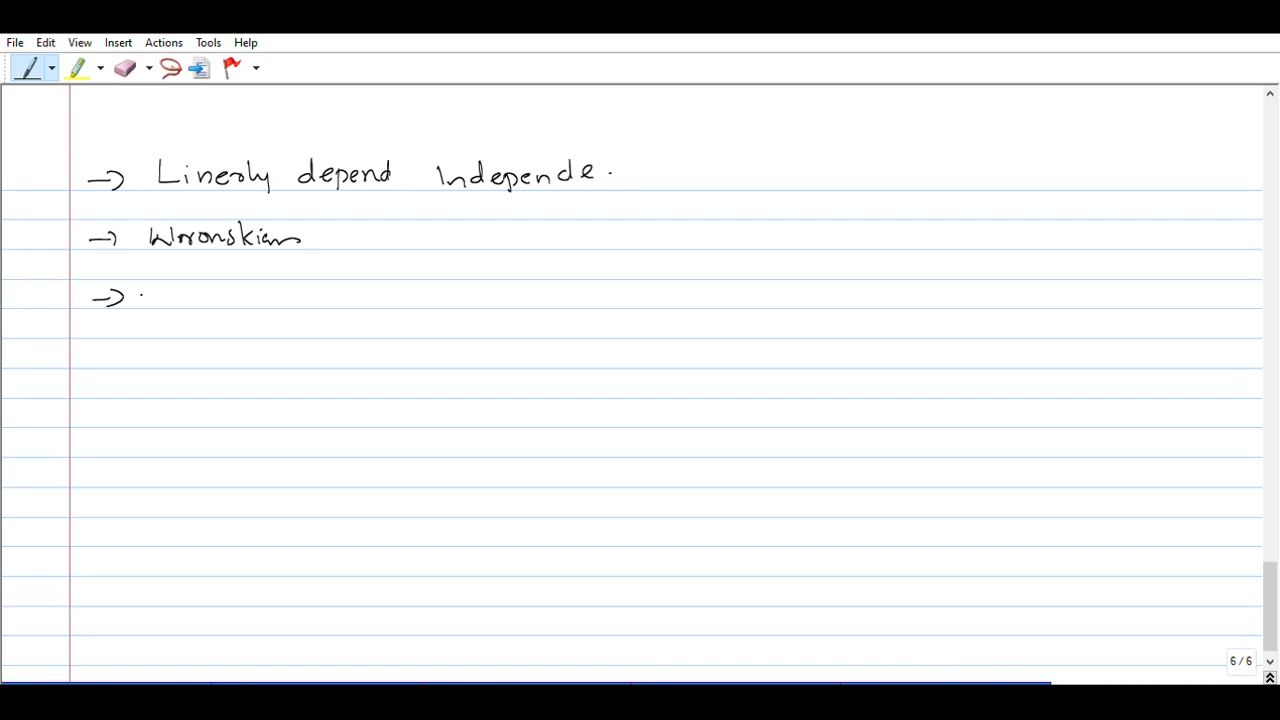 File Edit View Insert Actions Tools Help
→ Linerly depend Independe.
→ Wronskian
→ .
6 / 6